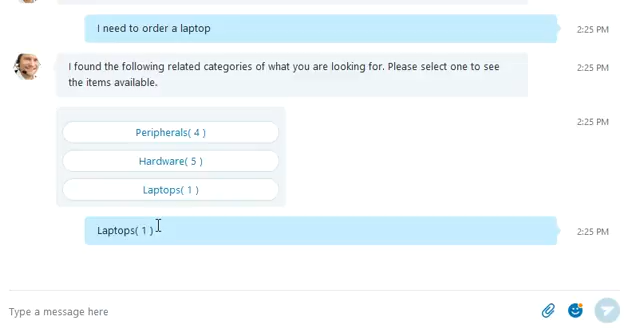 I need to order a laptop
2:25 PM
I found the following related categories of what you are looking for. Please select one to see
the items available.
2:25 PM
2:25 PM
Peripherals( 4 )
Hardware( 5 )
Laptops( 1 )
Laptops( 1 )
2:25 PM
Type a message here